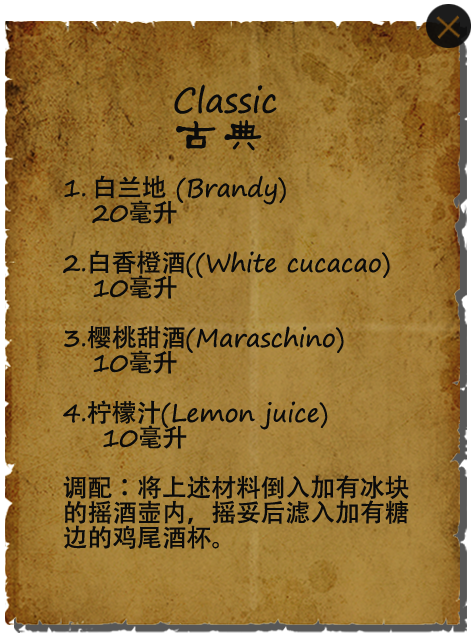 Classic
古典
1. 白兰地 (Brandy)
20毫升
2.白香橙酒((White cucacao)
10毫升
3.樱桃甜酒(Maraschino)
10毫升
4.柠檬汁(Lemon juice)
10毫升
调配：将上述材料倒入加有冰块
的摇酒壶内，摇妥后滤入加有糖
边的鸡尾酒杯。